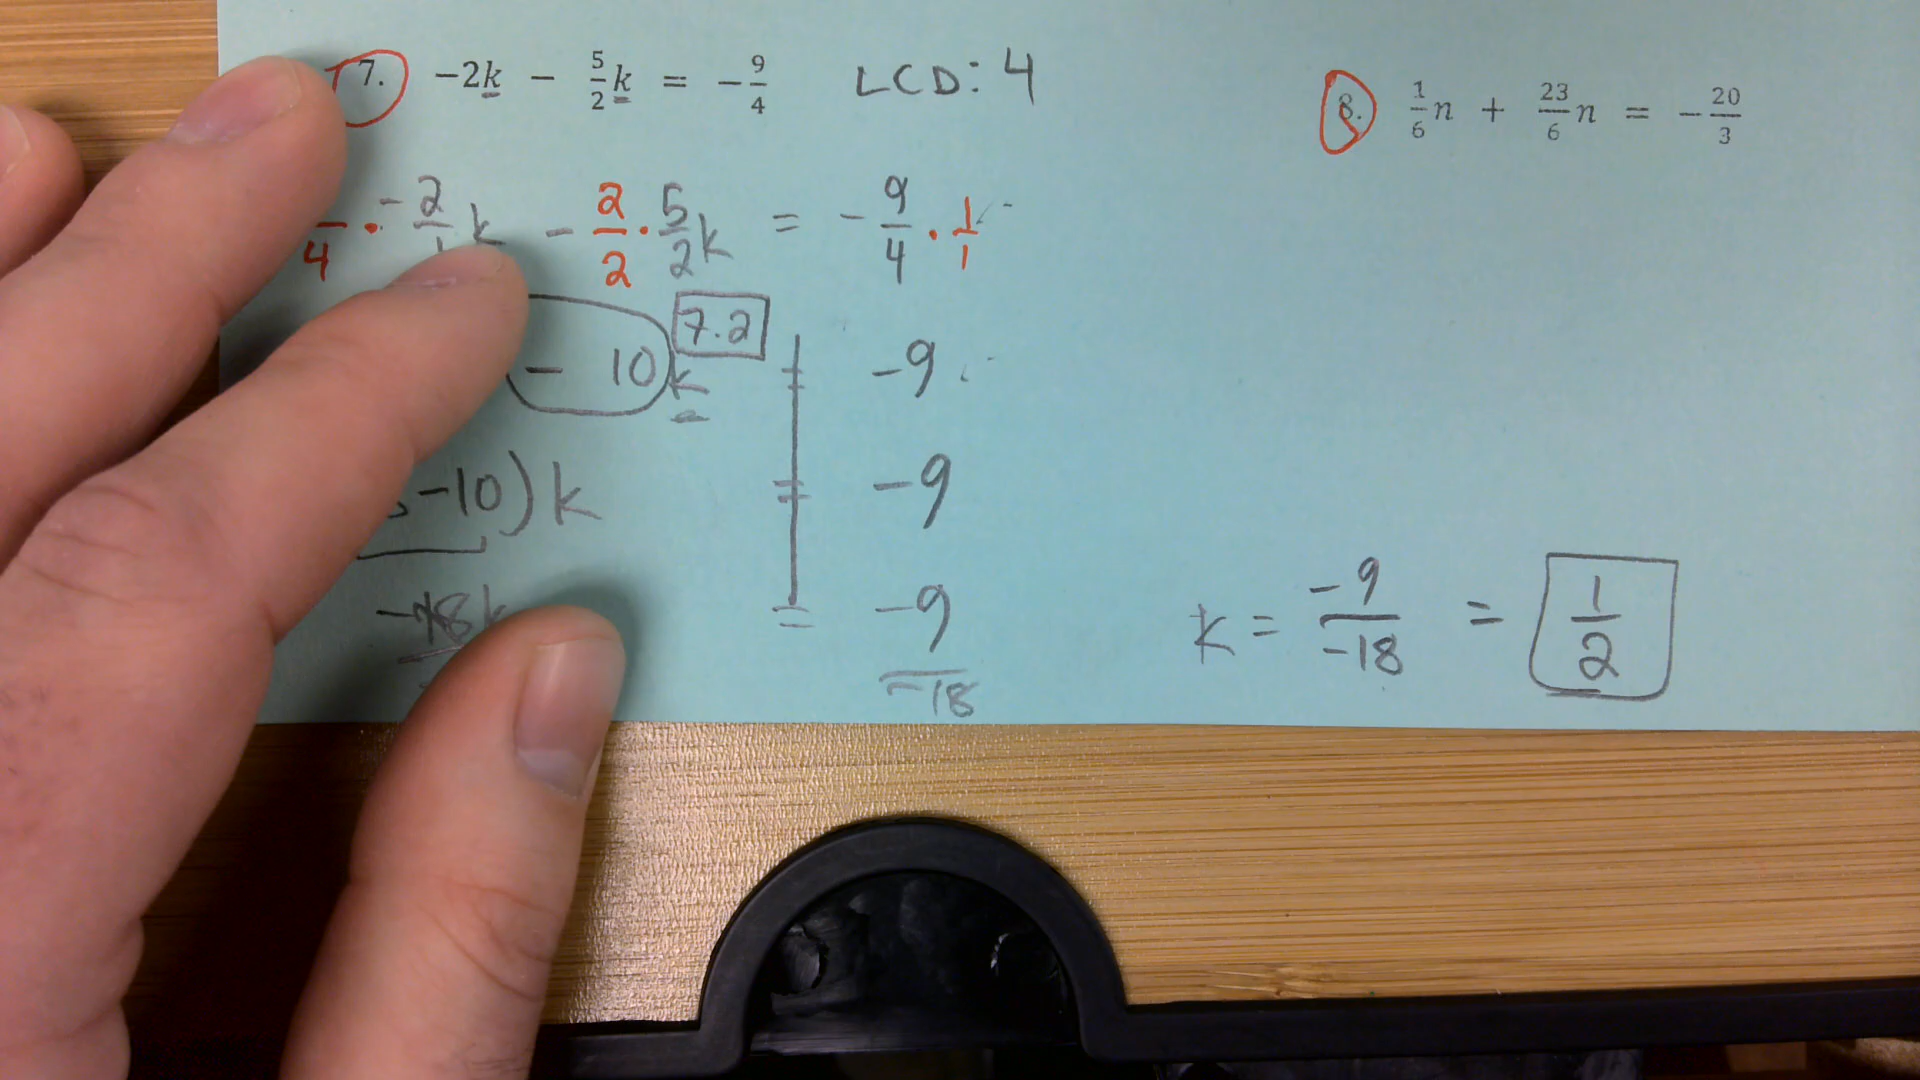 7. -2k - 5/2 k = - 9/4 LCD: 4
4 · -2/1 k - 2/2 · 5/2 k = - 9/4 · 1/1
7.2
- 10 k = -9
-10) k = -9
-18k = -9/-18
8. 1/6 n + 23/6 n = - 20/3
k = -9/-18 = 1/2